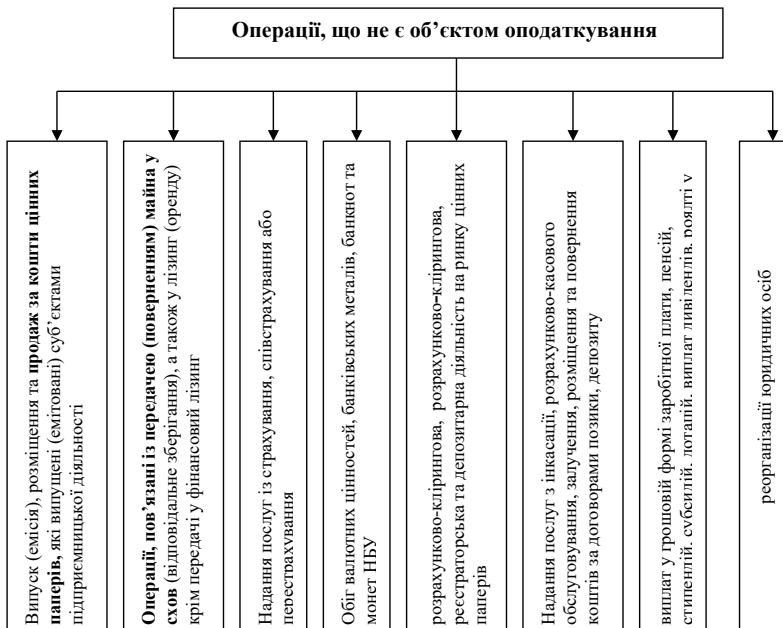 Операції, що не є об’єктом оподаткування
Випуск (емісія), розміщення та продаж за кошти цінних
паперів, які випущені (емітовані) суб’єктами
підприємницької діяльності
Операції, пов’язані із передачею (поверненням) майна у
схов (відповідальне зберігання), а також у лізинг (оренду)
крім передачі у фінансовий лізинг
Надання послуг із страхування, співстрахування або
перестрахування
Обіг валютних цінностей, банківських металів, банкнот та
монет НБУ
розрахунково-клірингова, розрахунково-клірингова,
реєстраторська та депозитарна діяльність на ринку цінних
паперів
Надання послуг з інкасації, розрахунково-касового
обслуговування, залучення, розміщення та повернення
коштів за договорами позики, депозиту
виплат у грошовій формі заробітної плати, пенсій,
стипендій, субсидій, дотацій, виплат дивідендів, роялті у
реорганізації юридичних осіб